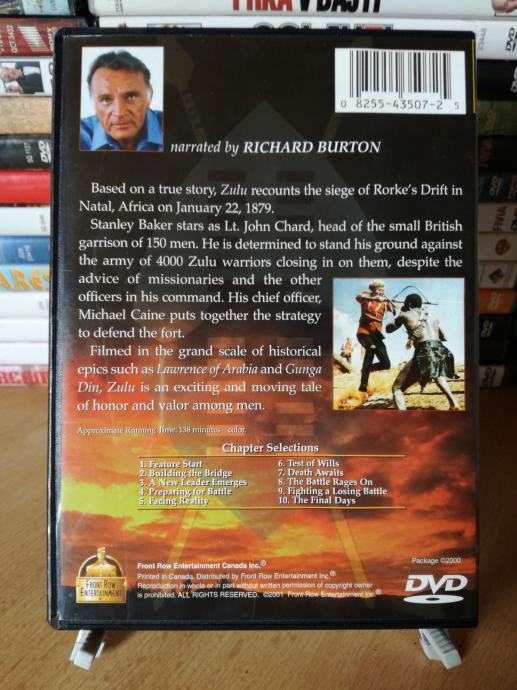 0 8255-43507-2 5
narrated by RICHARD BURTON
Based on a true story, Zulu recounts the siege of Rorke's Drift in
Natal, Africa on January 22, 1879.
Stanley Baker stars as Lt. John Chard, head of the small British
garrison of 150 men. He is determined to stand his ground against
the army of 4000 Zulu warriors closing in on them, despite the
advice of missionaries and the other
officers in his command. His chief officer,
Michael Caine puts together the strategy
to defend the fort.
Filmed in the grand scale of historical
epics such as Lawrence of Arabia and Gunga
Din, Zulu is an exciting and moving tale
of honor and valor among men.
Approximate Running Time: 138 minutes – color.
Chapter Selections
1. Feature Start
2. Building the Bridge
3. A New Leader Emerges
4. Preparing for Battle
5. Facing Reality
6. Test of Wills
7. Death Awaits
8. The Battle Rages On
9. Fighting a Losing Battle
10. The Final Days
FRONT ROW
ENTERTAINMENT
Front Row Entertainment Canada Inc.®
Printed in Canada. Distributed by Front Row Entertainment Inc.®
Reproduction in whole or in part without written permission of copyright owner
is prohibited. ALL RIGHTS RESERVED. ©2001 Front Row Entertainment Inc.®
Package ©2000
DVD